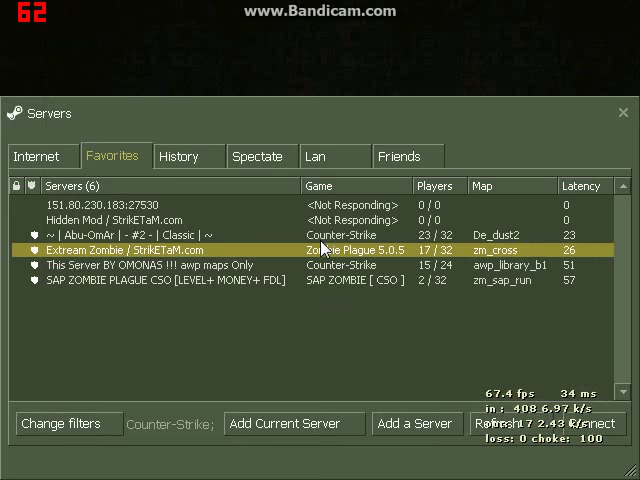 62
www.Bandicam.com
Servers
Internet Favorites History Spectate Lan Friends
Servers (6) Game Players Map Latency
151.80.230.183:27530 <Not Responding> 0 / 0 0
Hidden Mod / StrikETaM.com <Not Responding> 0 / 0 0
~ | Abu-OmAr | - #2 - | Classic | ~ Counter-Strike 23 / 32 De_dust2 23
Extream Zombie / StrikETaM.com Zombie Plague 5.0.5 17 / 32 zm_cross 26
This Server BY OMONAS !!! awp maps Only Counter-Strike 15 / 24 awp_library_b1 51
SAP ZOMBIE PLAGUE CSO [LEVEL+ MONEY+ FDL] SAP ZOMBIE [ CSO ] 2 / 32 zm_sap_run 57
67.4 fps 34 ms
in : 408 6.97 k/s
Change filters Counter-Strike; Add Current Server Add a Server Refresh Connect
out: 17 2.43 k/s
loss: 0 choke: 100